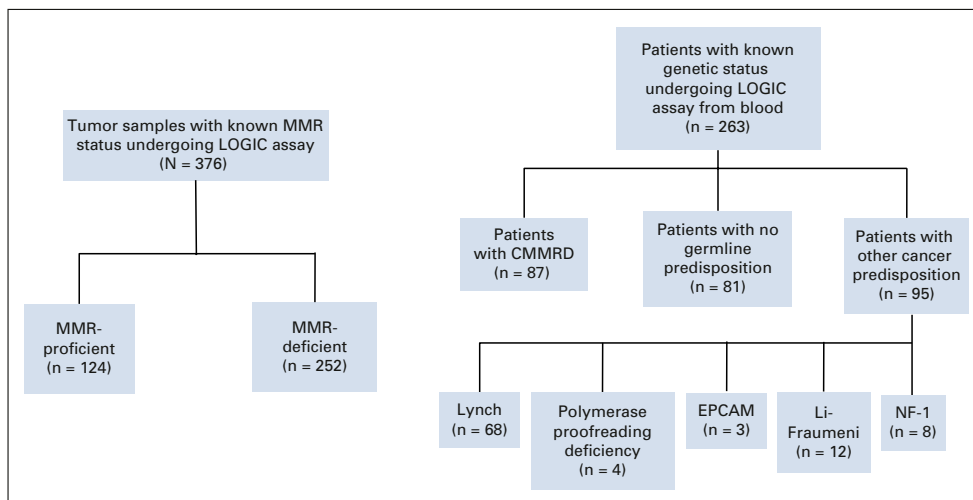 Tumor samples with known MMR
status undergoing LOGIC assay
(N = 376)
MMR-
proficient
(n = 124)
MMR-
deficient
(n = 252)
Patients with known
genetic status
undergoing LOGIC
assay from blood
(n = 263)
Patients
with CMMRD
(n = 87)
Patients with no
germline
predisposition
(n = 81)
Patients with
other cancer
predisposition
(n = 95)
Lynch
(n = 68)
Polymerase
proofreading
deficiency
(n = 4)
EPCAM
(n = 3)
Li-
Fraumeni
(n = 12)
NF-1
(n = 8)